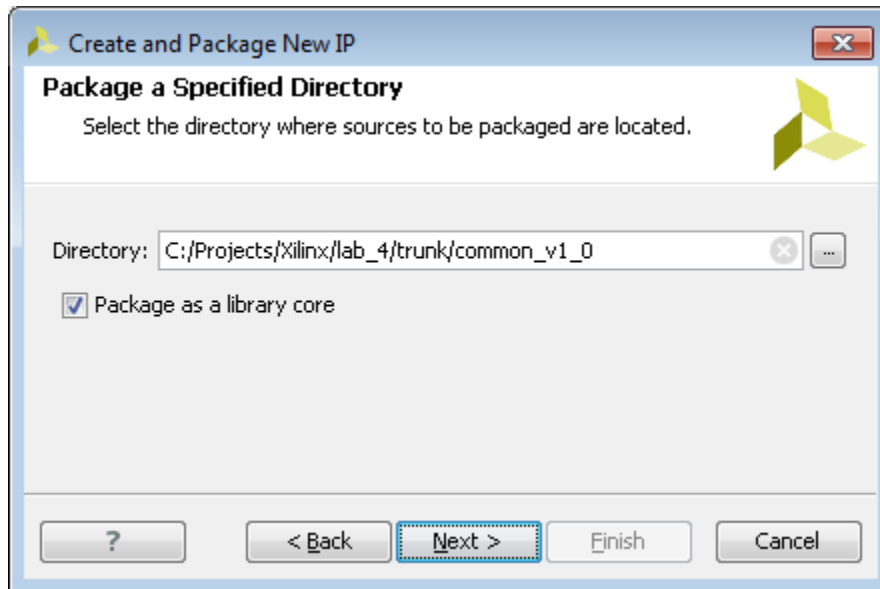 Create and Package New IP
Package a Specified Directory
Select the directory where sources to be packaged are located.
Directory: C:/Projects/Xilinx/lab_4/trunk/common_v1_0 ...
Package as a library core
? < Back Next > Finish Cancel